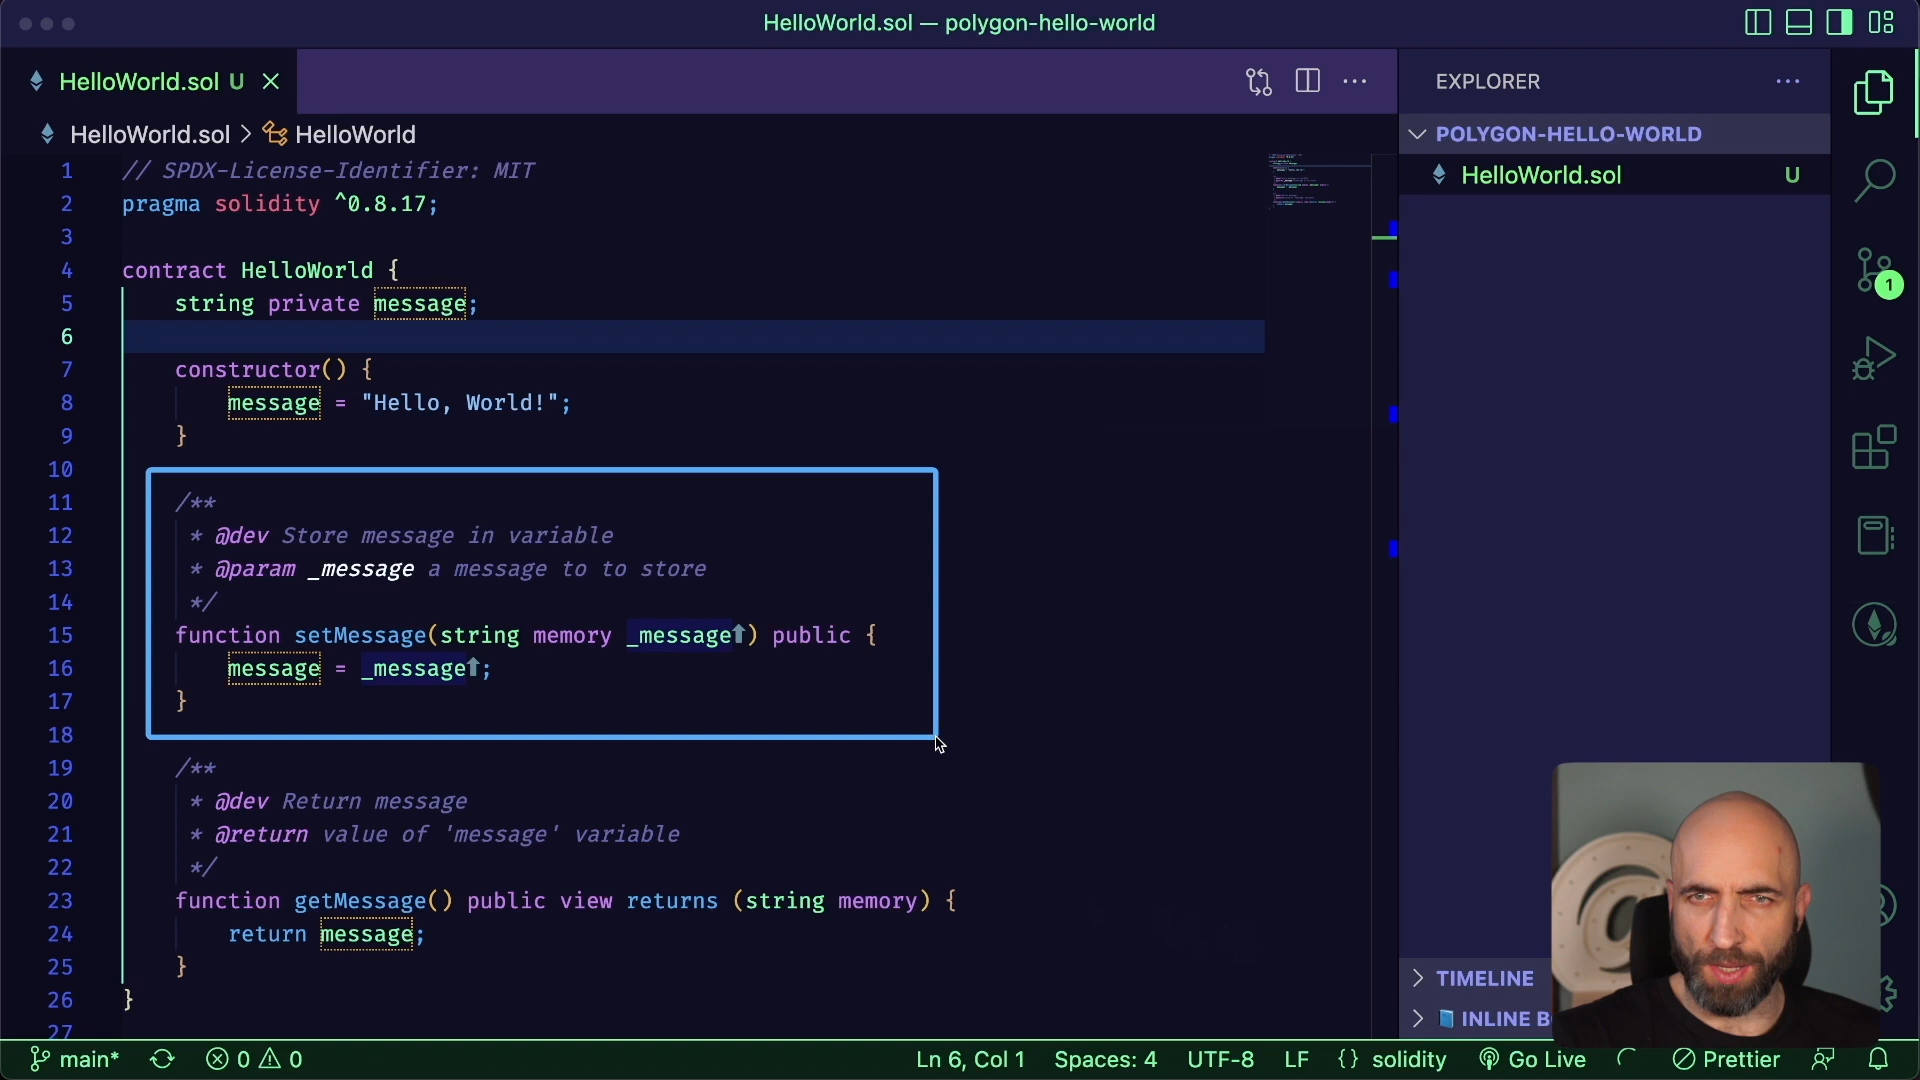 HelloWorld.sol — polygon-hello-world
HelloWorld.sol U
EXPLORER
HelloWorld.sol > HelloWorld
POLYGON-HELLO-WORLD
HelloWorld.sol U
1 // SPDX-License-Identifier: MIT
2 pragma solidity ^0.8.17;
3
4 contract HelloWorld {
5 string private message;
6
7 constructor() {
8 message = "Hello, World!";
9 }
10
11 /**
12 * @dev Store message in variable
13 * @param _message a message to to store
14 */
15 function setMessage(string memory _message⬆) public {
16 message = _message⬆;
17 }
18
19 /**
20 * @dev Return message
21 * @return value of 'message' variable
22 */
23 function getMessage() public view returns (string memory) {
24 return message;
25 }
26 }
27
1
TIMELINE
INLINE B
main* 0 0 Ln 6, Col 1 Spaces: 4 UTF-8 LF {} solidity Go Live Prettier